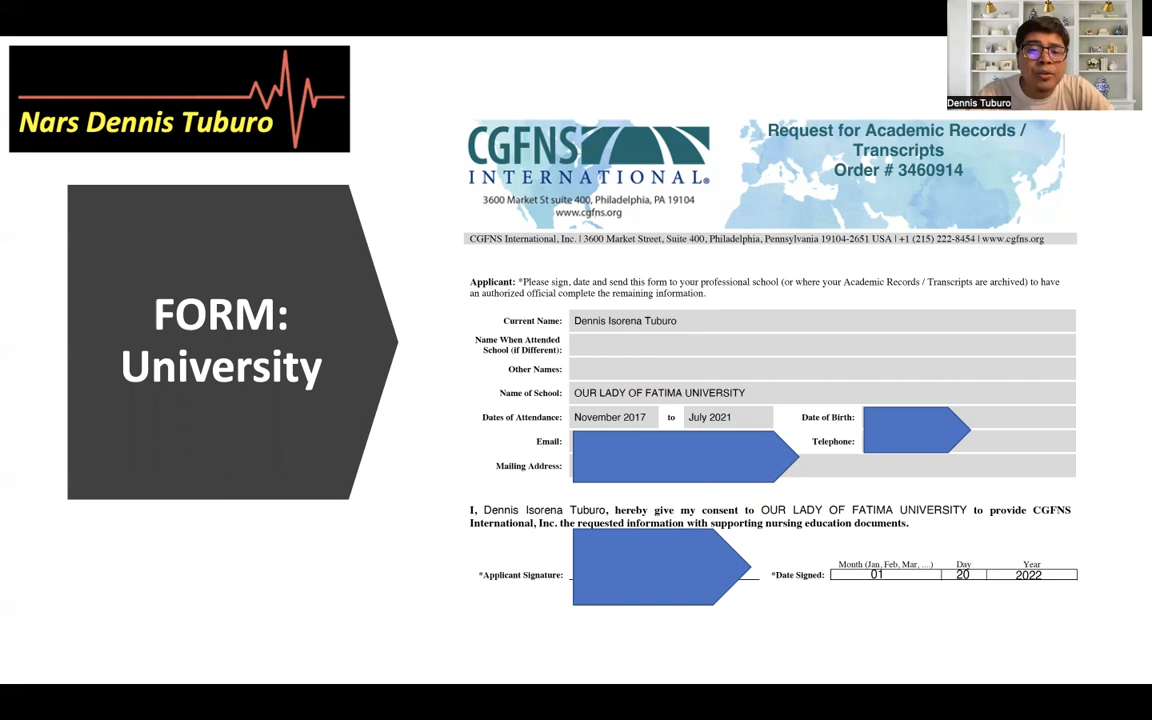 Nars Dennis Tuburo
FORM:
University
Dennis Tuburo
CGFNS
INTERNATIONAL.®
3600 Market St suite 400, Philadelphia, PA 19104
www.cgfns.org
Request for Academic Records /
Transcripts
Order # 3460914
CGFNS International, Inc. | 3600 Market Street, Suite 400, Philadelphia, Pennsylvania 19104-2651 USA | +1 (215) 222-8454 | www.cgfns.org
Applicant: *Please sign, date and send this form to your professional school (or where your Academic Records / Transcripts are archived) to have
an authorized official complete the remaining information.
Current Name: Dennis Isorena Tuburo
Name When Attended
School (if Different):
Other Names:
Name of School: OUR LADY OF FATIMA UNIVERSITY
Dates of Attendance: November 2017 to July 2021 Date of Birth:
Email: Telephone:
Mailing Address:
I, Dennis Isorena Tuburo, hereby give my consent to OUR LADY OF FATIMA UNIVERSITY to provide CGFNS
International, Inc. the requested information with supporting nursing education documents.
Month (Jan, Feb, Mar, ....) Day Year
*Applicant Signature: *Date Signed: 01 20 2022